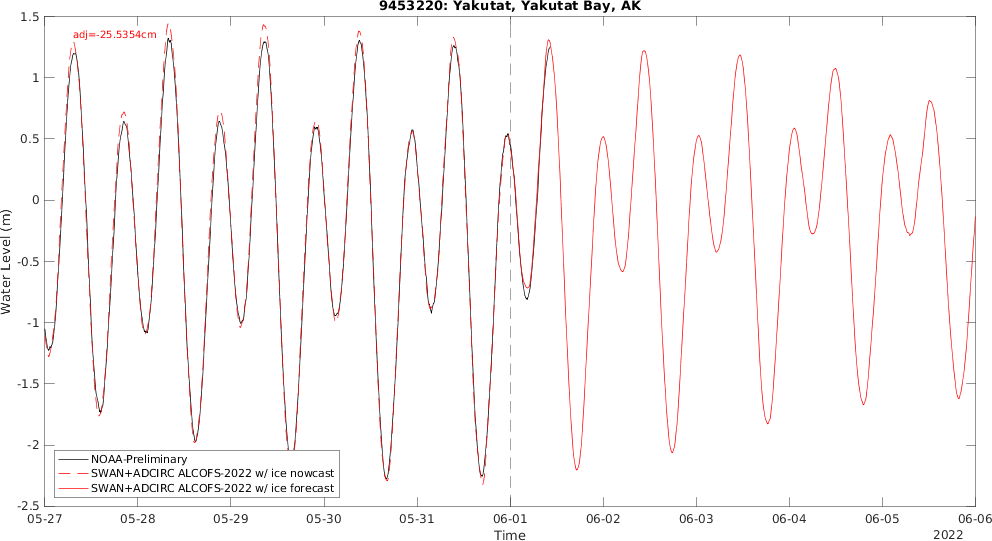 9453220: Yakutat, Yakutat Bay, AK
adj=-25.5354cm
Water Level (m)
1.5
1
0.5
0
-0.5
-1
-1.5
-2
-2.5
NOAA-Preliminary
SWAN+ADCIRC ALCOFS-2022 w/ ice nowcast
SWAN+ADCIRC ALCOFS-2022 w/ ice forecast
05-27 05-28 05-29 05-30 05-31 06-01 06-02 06-03 06-04 06-05 06-06
Time
2022